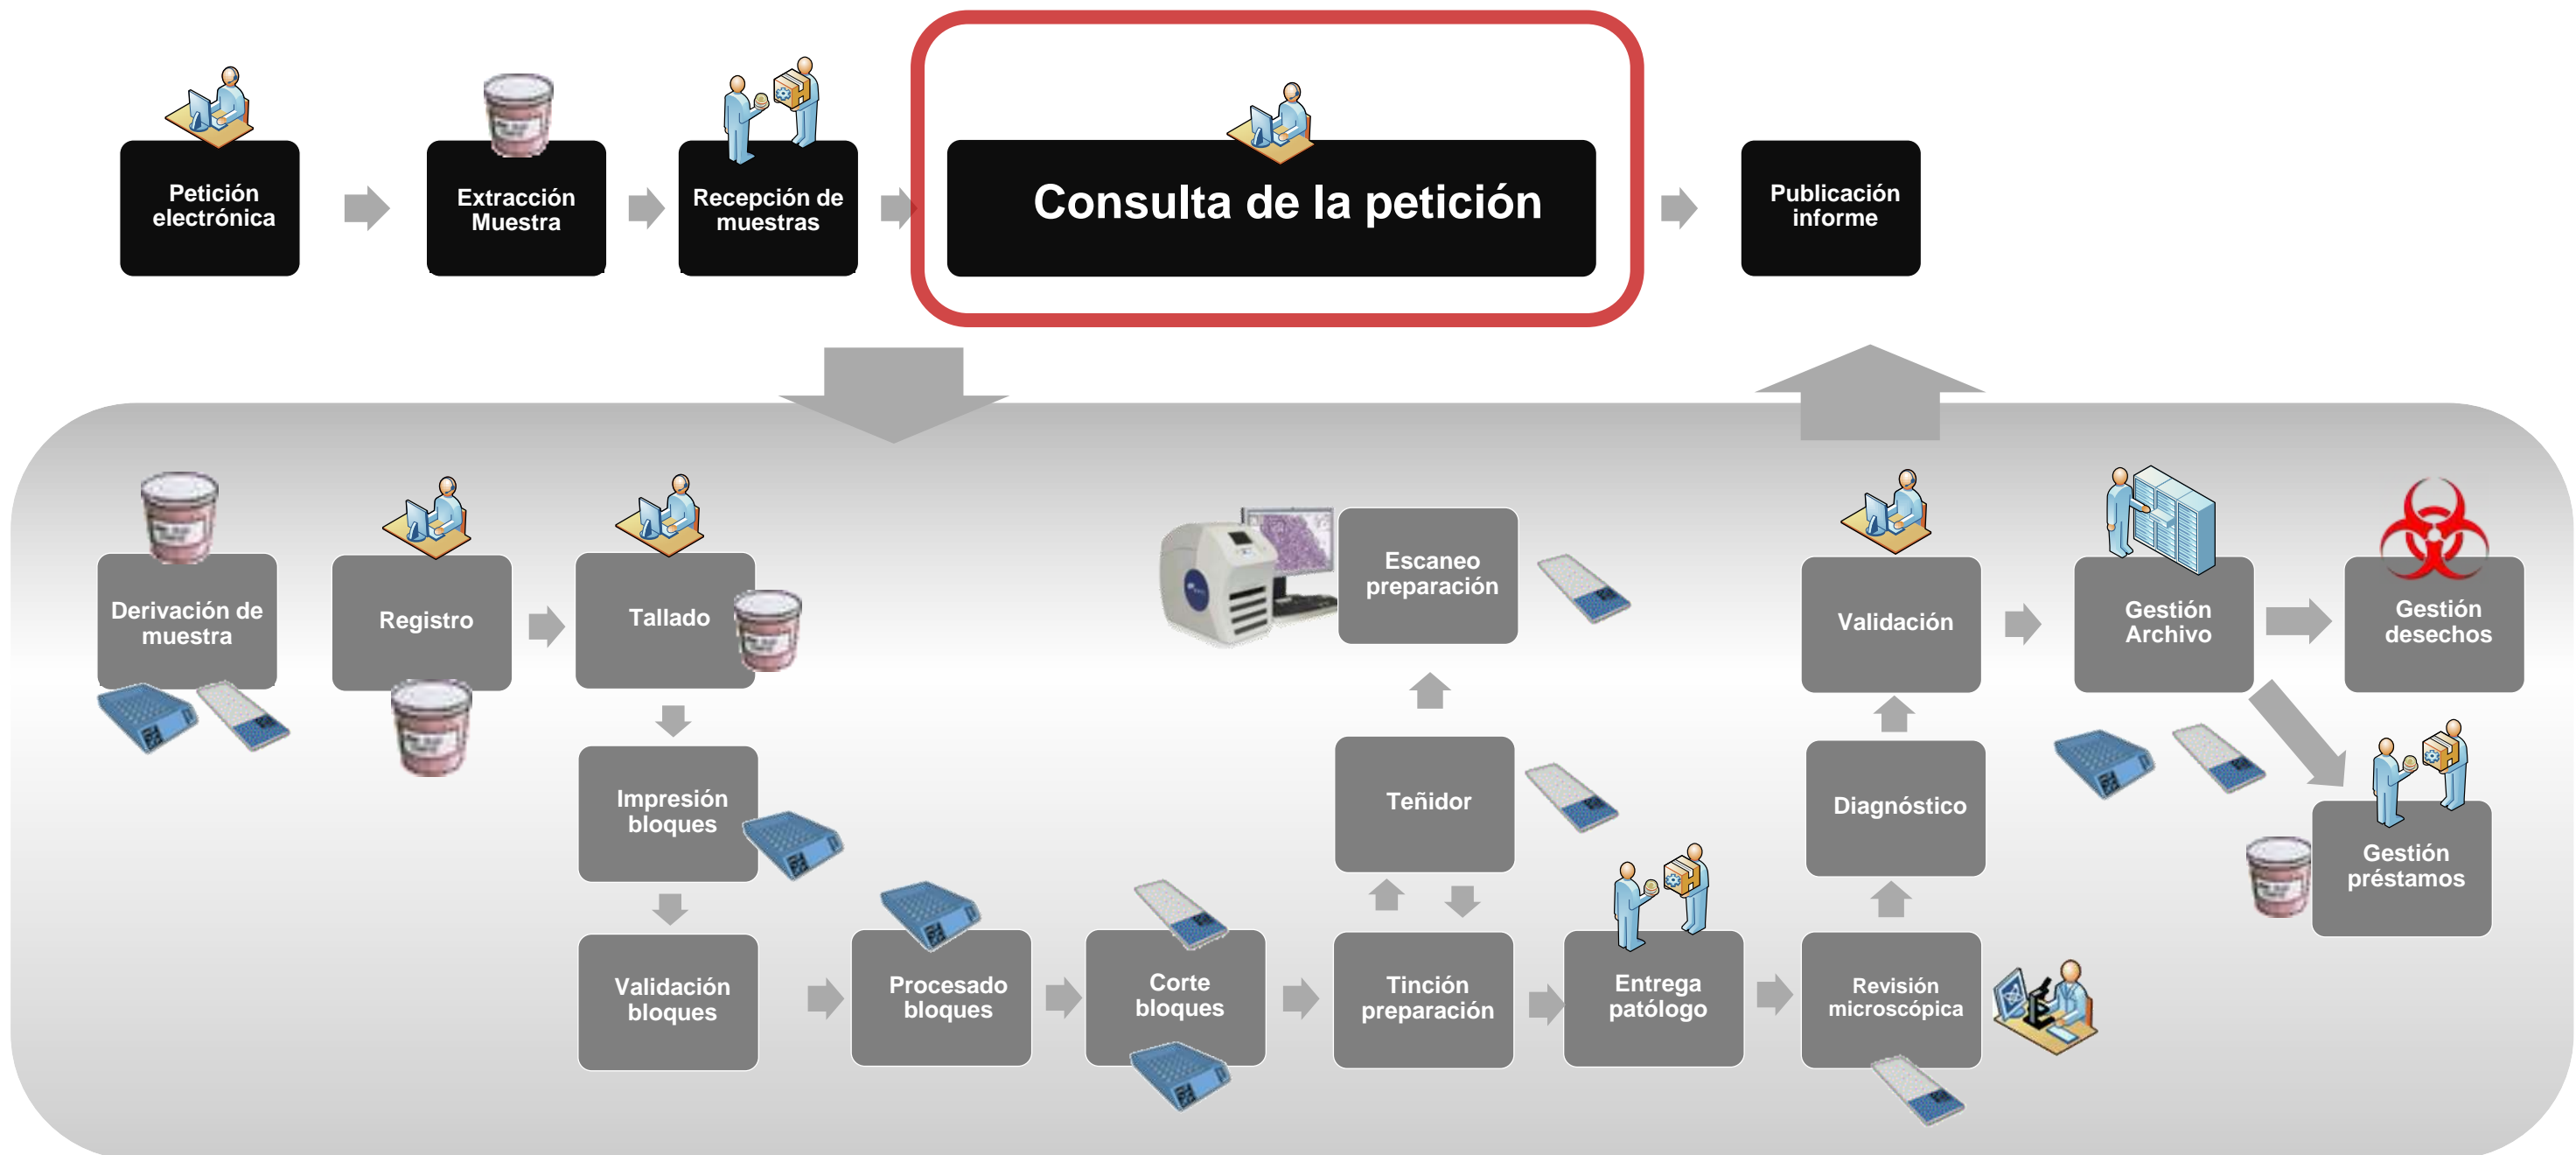 Petición
electrónica
Extracción
Muestra
Recepción de
muestras
Consulta de la petición
Publicación
informe
Derivación de
muestra
Registro
Tallado
Escaneo
preparación
Validación
Gestión
Archivo
Gestión
desechos
Impresión
bloques
Teñidor
Diagnóstico
Gestión
préstamos
Validación
bloques
Procesado
bloques
Corte
bloques
Tinción
preparación
Entrega
patólogo
Revisión
microscópica